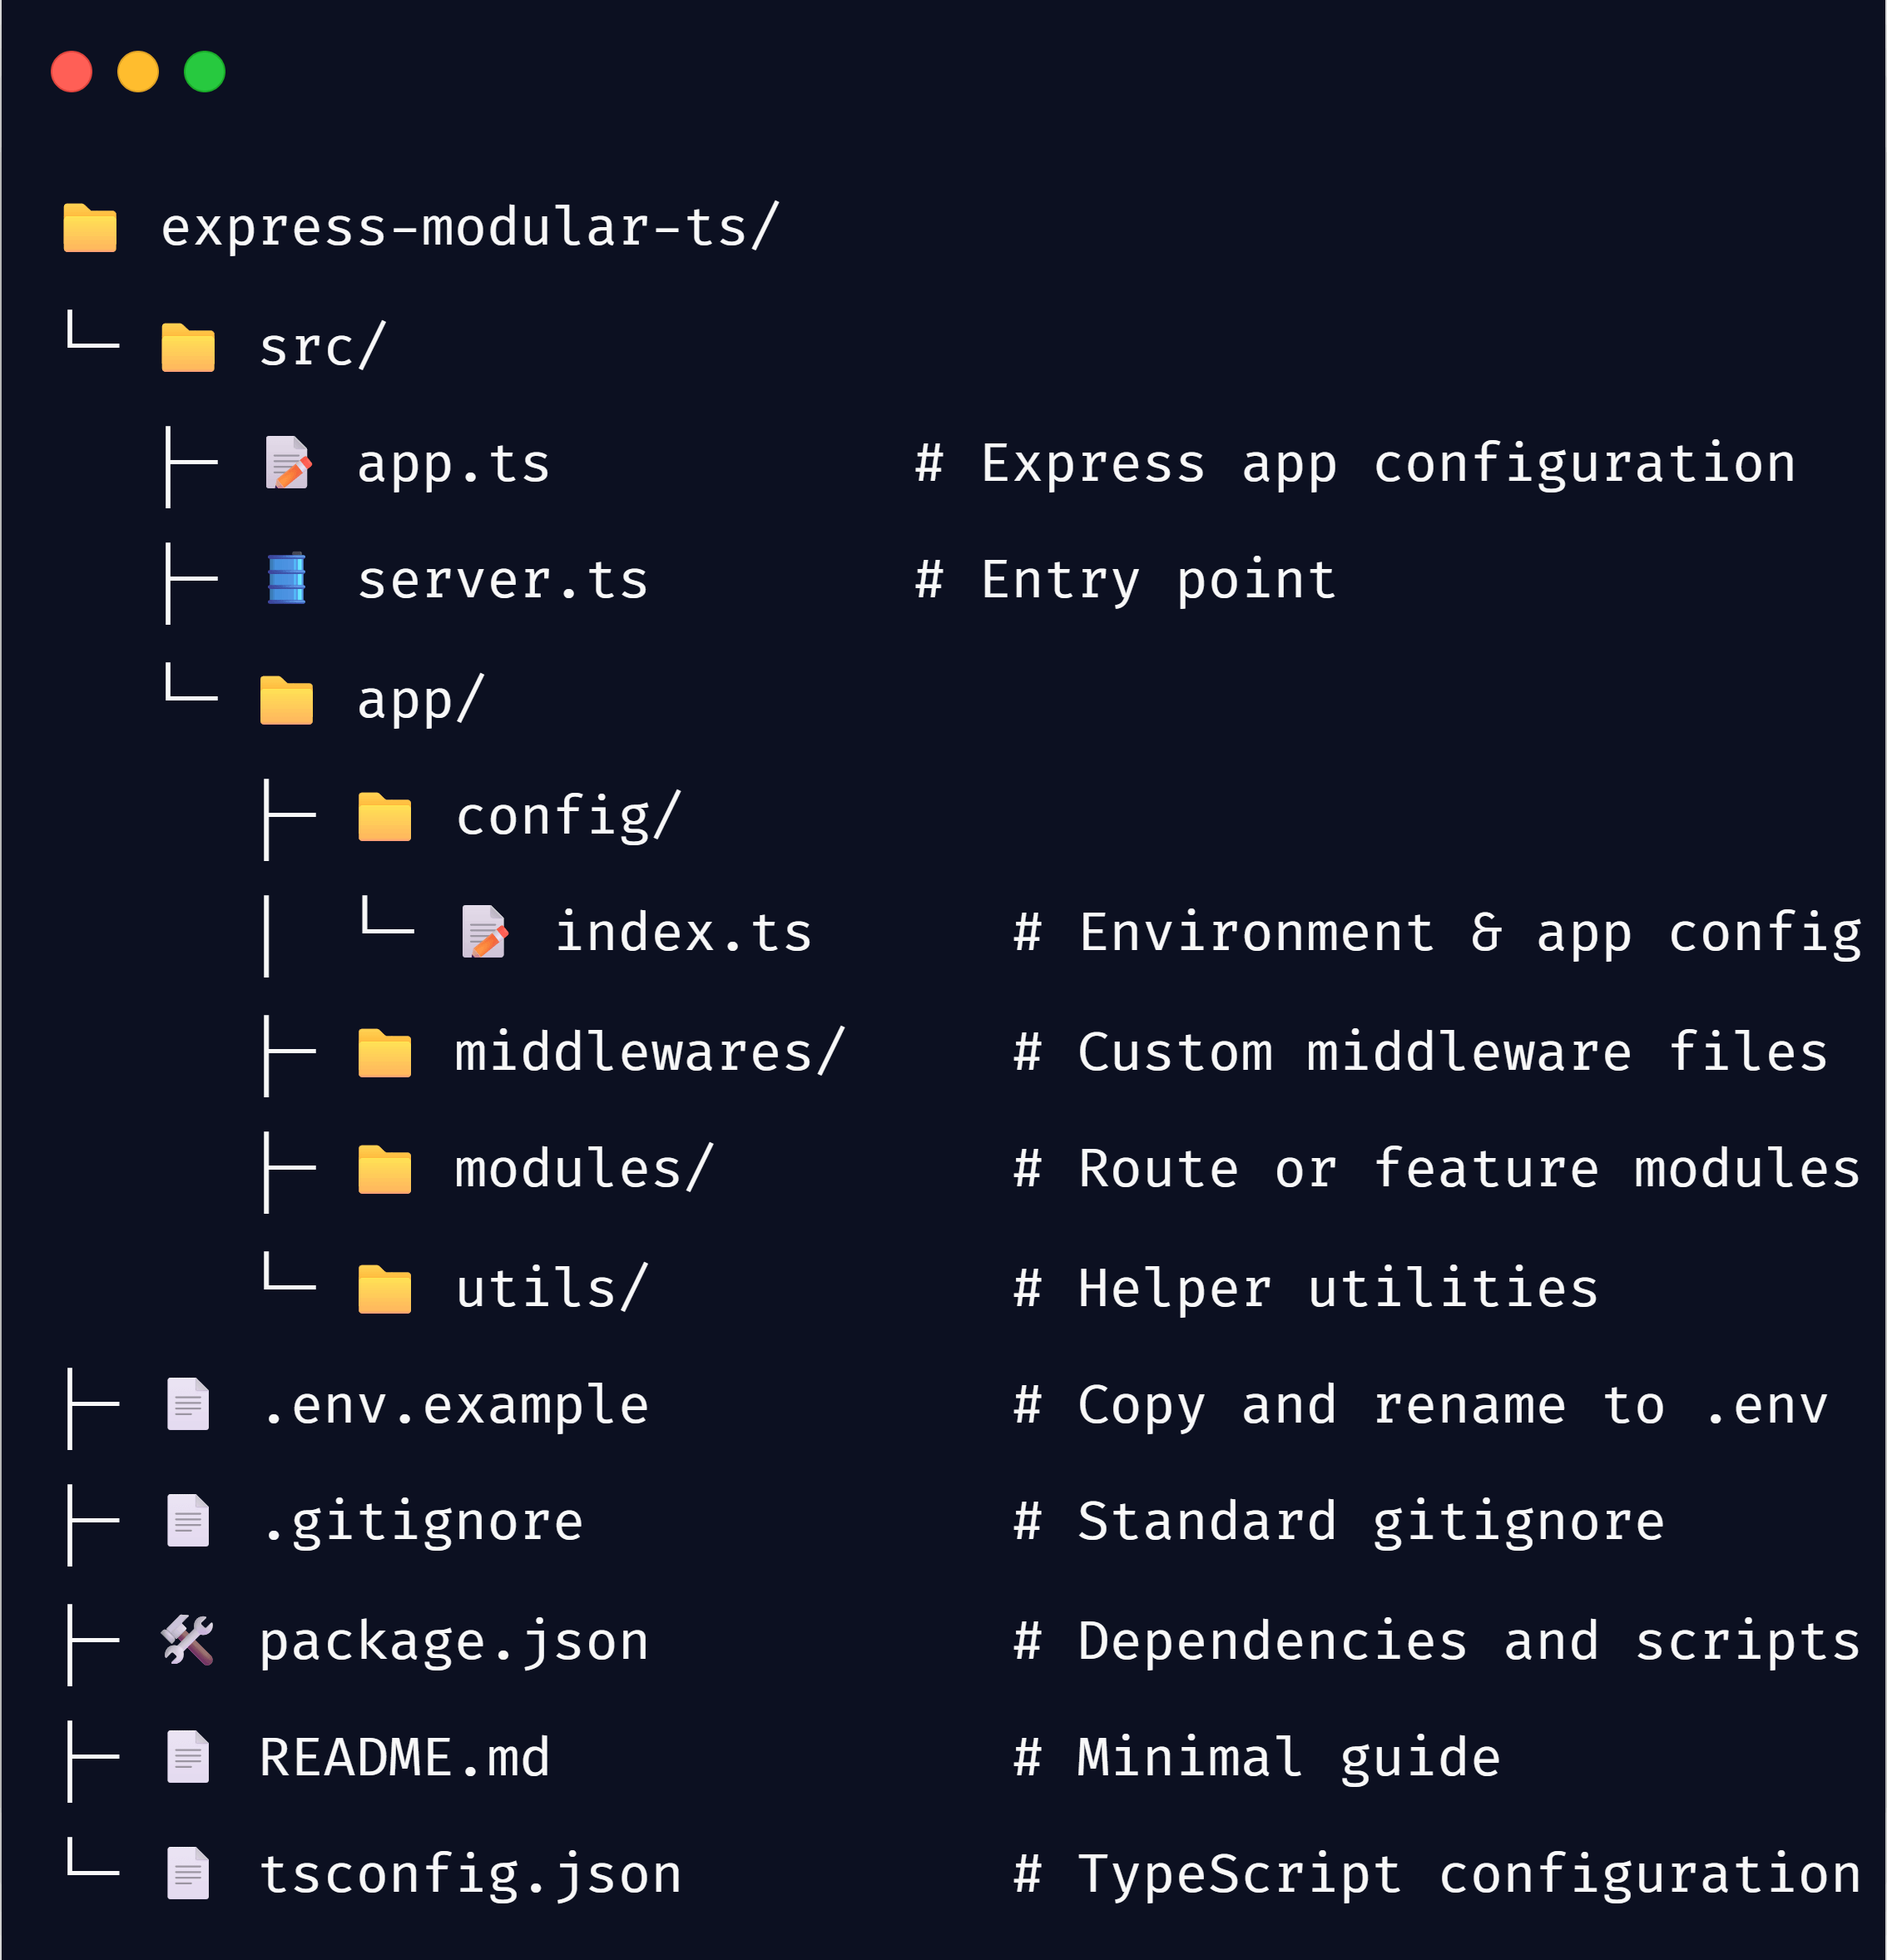 express-modular-ts/
└─ src/
├─ app.ts # Express app configuration
├─ server.ts # Entry point
└─ app/
├─ config/
│ └─ index.ts # Environment & app config
├─ middlewares/ # Custom middleware files
├─ modules/ # Route or feature modules
└─ utils/ # Helper utilities
├─ .env.example # Copy and rename to .env
├─ .gitignore # Standard gitignore
├─ package.json # Dependencies and scripts
├─ README.md # Minimal guide
└─ tsconfig.json # TypeScript configuration